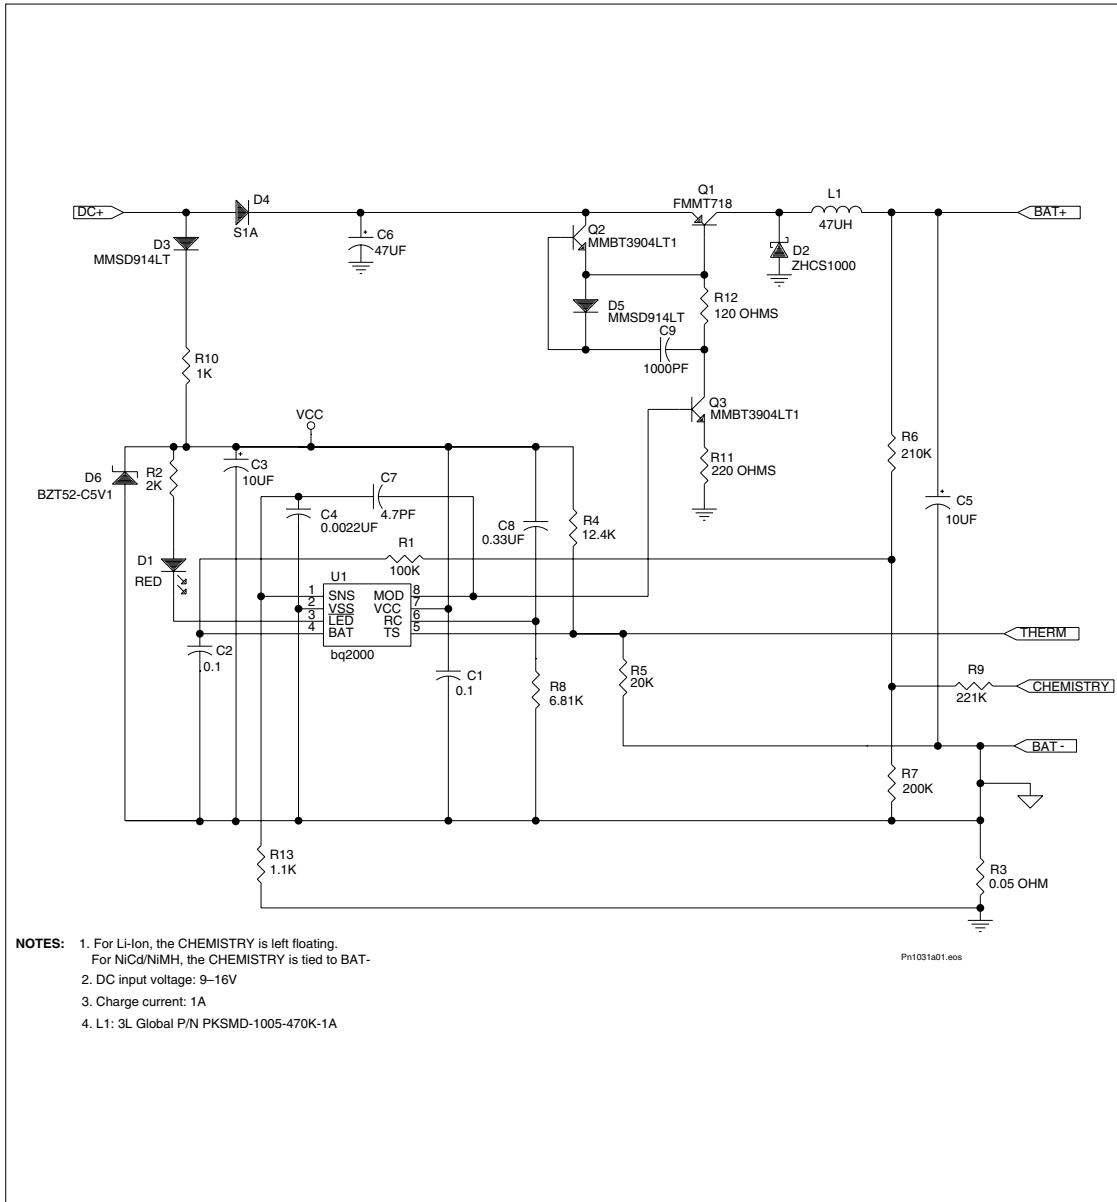 Q1
FMMT718
L1
47UH
DC+
D4
S1A
D3
MMSD914LT
C6
47UF
+
Q2
MMBT3904LT1
D2
ZHCS1000
BAT+
D5
MMSD914LT
R12
120 OHMS
C9
1000PF
R10
1K
Q3
MMBT3904LT1
VCC
R6
210K
R11
220 OHMS
D6
BZT52-C5V1
R2
2K
+
C3
10UF
C7
4.7PF
C4
0.0022UF
C8
0.33UF
R4
12.4K
+
C5
10UF
R1
100K
D1
RED
U1
1 SNS MOD 8
2 VSS VCC 7
3 LED RC 6
4 BAT TS 5
bq2000
THERM
C2
0.1
C1
0.1
R8
6.81K
R5
20K
R9
221K
CHEMISTRY
BAT -
R7
200K
R13
1.1K
R3
0.05 OHM
NOTES: 1. For Li-Ion, the CHEMISTRY is left floating.
For NiCd/NiMH, the CHEMISTRY is tied to BAT-
2. DC input voltage: 9–16V
3. Charge current: 1A
4. L1: 3L Global P/N PKSMD-1005-470K-1A
Pn1031a01.eos